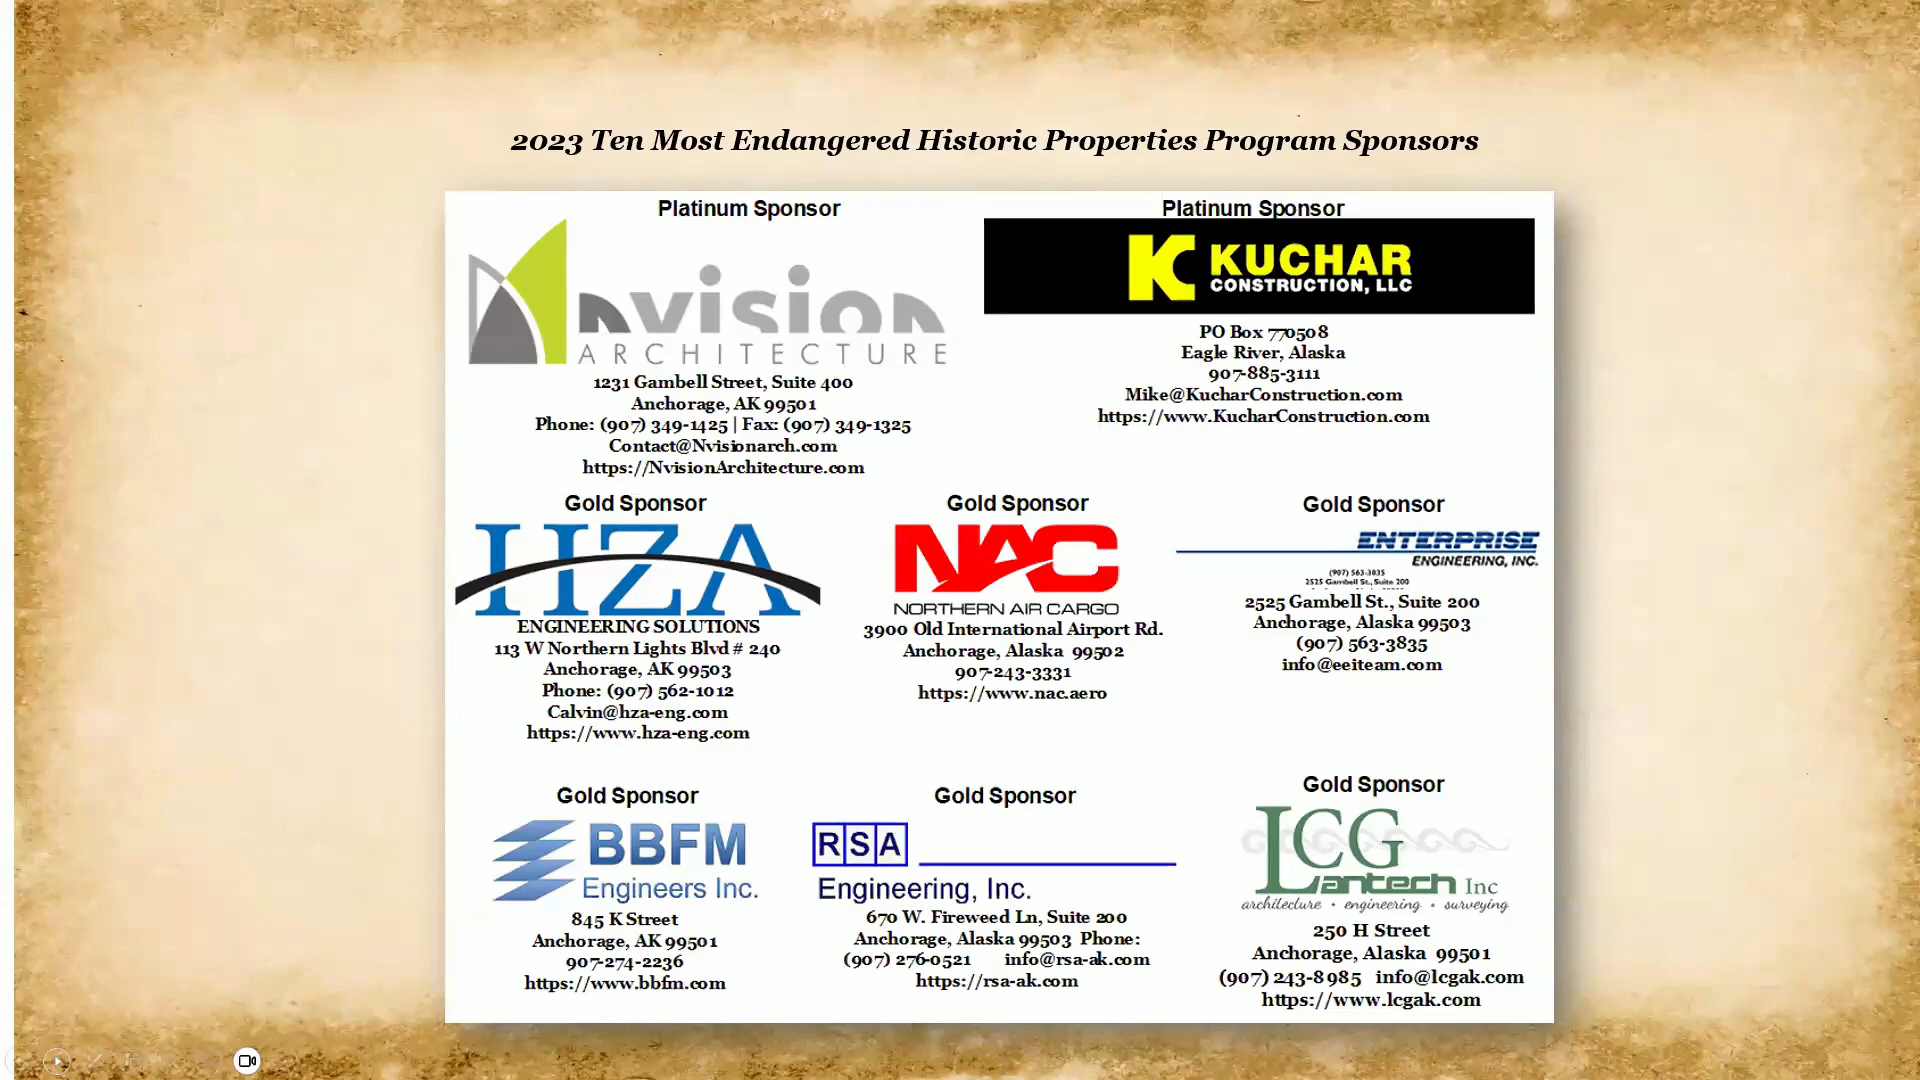 2023 Ten Most Endangered Historic Properties Program Sponsors
Platinum Sponsor
nvision
ARCHITECTURE
1231 Gambell Street, Suite 400
Anchorage, AK 99501
Phone: (907) 349-1425 | Fax: (907) 349-1325
Contact@Nvisionarch.com
https://NvisionArchitecture.com
Platinum Sponsor
K KUCHAR
CONSTRUCTION, LLC
PO Box 770508
Eagle River, Alaska
907-885-3111
Mike@KucharConstruction.com
https://www.KucharConstruction.com
Gold Sponsor
HZA
ENGINEERING SOLUTIONS
113 W Northern Lights Blvd # 240
Anchorage, AK 99503
Phone: (907) 562-1012
Calvin@hza-eng.com
https://www.hza-eng.com
Gold Sponsor
NAC
NORTHERN AIR CARGO
3900 Old International Airport Rd.
Anchorage, Alaska 99502
907-243-3331
https://www.nac.aero
Gold Sponsor
ENTERPRISE
ENGINEERING, INC.
(907) 563-3835
2525 Gambell St., Suite 200
2525 Gambell St., Suite 200
Anchorage, Alaska 99503
(907) 563-3835
info@eeiteam.com
Gold Sponsor
BBFM
Engineers Inc.
845 K Street
Anchorage, AK 99501
907-274-2236
https://www.bbfm.com
Gold Sponsor
RSA
Engineering, Inc.
670 W. Fireweed Ln, Suite 200
Anchorage, Alaska 99503 Phone:
(907) 276-0521 info@rsa-ak.com
https://rsa-ak.com
Gold Sponsor
LCG
Lantech Inc
architecture • engineering • surveying
250 H Street
Anchorage, Alaska 99501
(907) 243-8985 info@lcgak.com
https://www.lcgak.com